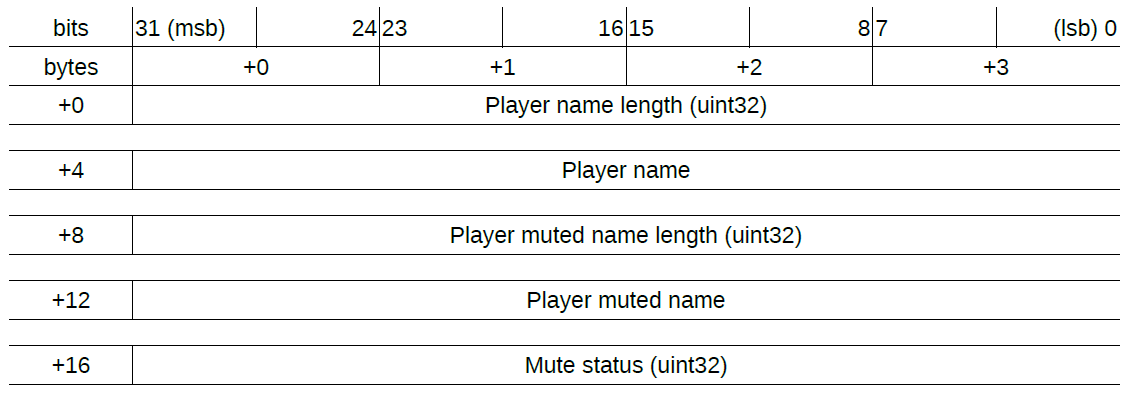 bits 31 (msb) 24 23 16 15 8 7 (lsb) 0
bytes +0 +1 +2 +3
+0 Player name length (uint32)
+4 Player name
+8 Player muted name length (uint32)
+12 Player muted name
+16 Mute status (uint32)